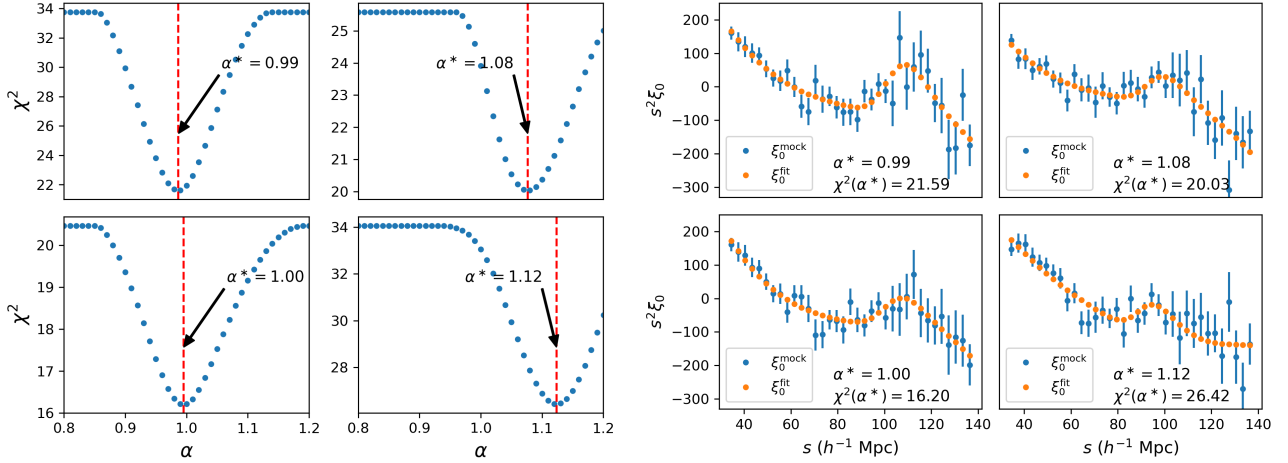 34
32
30
28
26
24
22
χ²
α* = 0.99
25
24
23
22
21
20
α* = 1.08
20
19
18
17
16
χ²
α* = 1.00
0.8 0.9 1.0 1.1 1.2
α
34
32
30
28
α* = 1.12
0.8 0.9 1.0 1.1 1.2
α
200
100
0
−100
−200
−300
s²ξ₀
ξ₀^mock
ξ₀^fit
α* = 0.99
χ²(α*) = 21.59
ξ₀^mock
ξ₀^fit
α* = 1.08
χ²(α*) = 20.03
200
100
0
−100
−200
−300
s²ξ₀
ξ₀^mock
ξ₀^fit
α* = 1.00
χ²(α*) = 16.20
40 60 80 100 120 140
s (h⁻¹ Mpc)
ξ₀^mock
ξ₀^fit
α* = 1.12
χ²(α*) = 26.42
40 60 80 100 120 140
s (h⁻¹ Mpc)